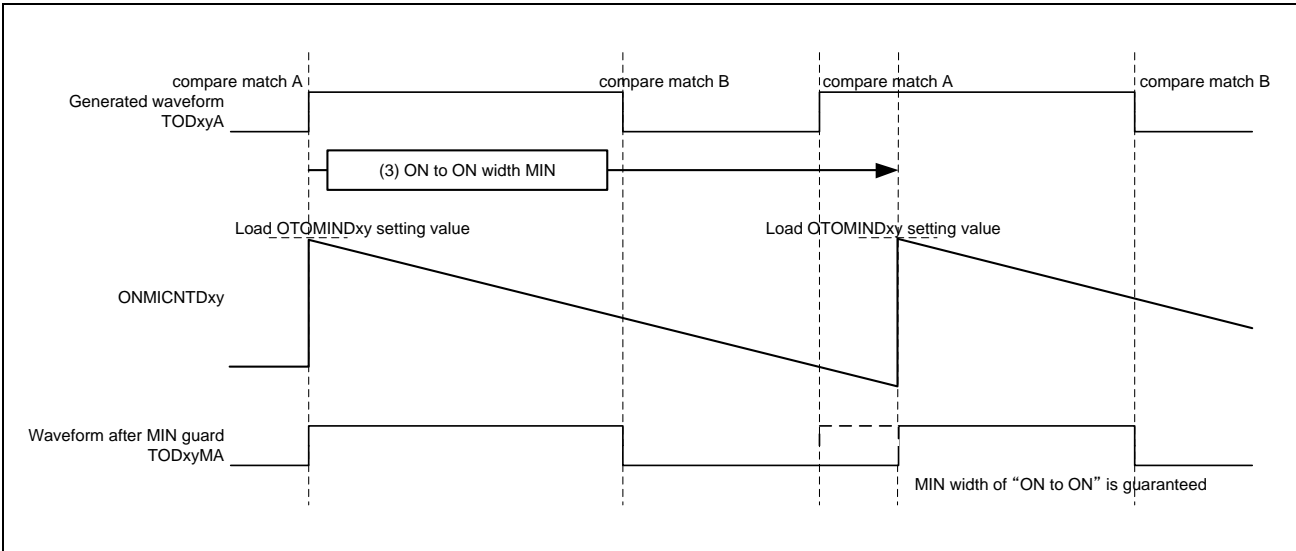 compare match A
compare match B
compare match A
compare match B
Generated waveform
TODxyA
(3) ON to ON width MIN
Load OTOMINDxy setting value
Load OTOMINDxy setting value
ONMICNTDxy
Waveform after MIN guard
TODxyMA
MIN width of “ON to ON” is guaranteed